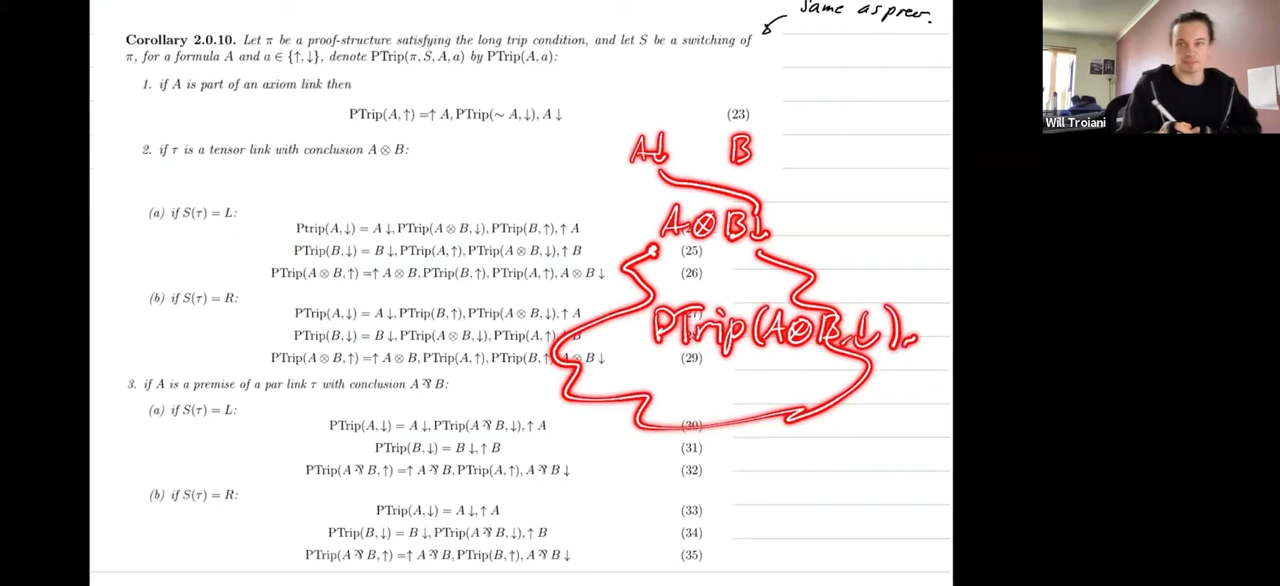 Same as prev.
Corollary 2.0.10. Let π be a proof-structure satisfying the long trip condition, and let S be a switching of
π, for a formula A and a ∈ {↑,↓}, denote PTrip(π, S, A, a) by PTrip(A, a):
1. if A is part of an axiom link then
PTrip(A, ↑) =↑ A, PTrip(∼ A, ↓), A ↓ (23)
A↓ B
2. if τ is a tensor link with conclusion A ⊗ B:
(a) if S(τ) = L:
A⊗B↓
Ptrip(A, ↓) = A ↓, PTrip(A ⊗ B, ↓), PTrip(B, ↑), ↑ A
PTrip(B, ↓) = B ↓, PTrip(A, ↑), PTrip(A ⊗ B, ↓), ↑ B (25)
PTrip(A ⊗ B, ↑) =↑ A ⊗ B, PTrip(B, ↑), PTrip(A, ↑), A ⊗ B ↓ (26)
(b) if S(τ) = R:
PTrip(A, ↓) = A ↓, PTrip(B, ↑), PTrip(A ⊗ B, ↓), ↑ A
PTrip(A⊗B,↓).
PTrip(B, ↓) = B ↓, PTrip(A ⊗ B, ↓), PTrip(A, ↑) B
PTrip(A ⊗ B, ↑) =↑ A ⊗ B, PTrip(A, ↑), PTrip(B, ↑ A ⊗ B ↓ (29)
3. if A is a premise of a par link τ with conclusion A ⅋ B:
(a) if S(τ) = L:
PTrip(A, ↓) = A ↓, PTrip(A ⅋ B, ↓), ↑ A (30)
PTrip(B, ↓) = B ↓, ↑ B (31)
PTrip(A ⅋ B, ↑) =↑ A ⅋ B, PTrip(A, ↑), A ⅋ B ↓ (32)
(b) if S(τ) = R:
PTrip(A, ↓) = A ↓, ↑ A (33)
PTrip(B, ↓) = B ↓, PTrip(A ⅋ B, ↓), ↑ B (34)
PTrip(A ⅋ B, ↑) =↑ A ⅋ B, PTrip(B, ↑), A ⅋ B ↓ (35)
Will Troiani